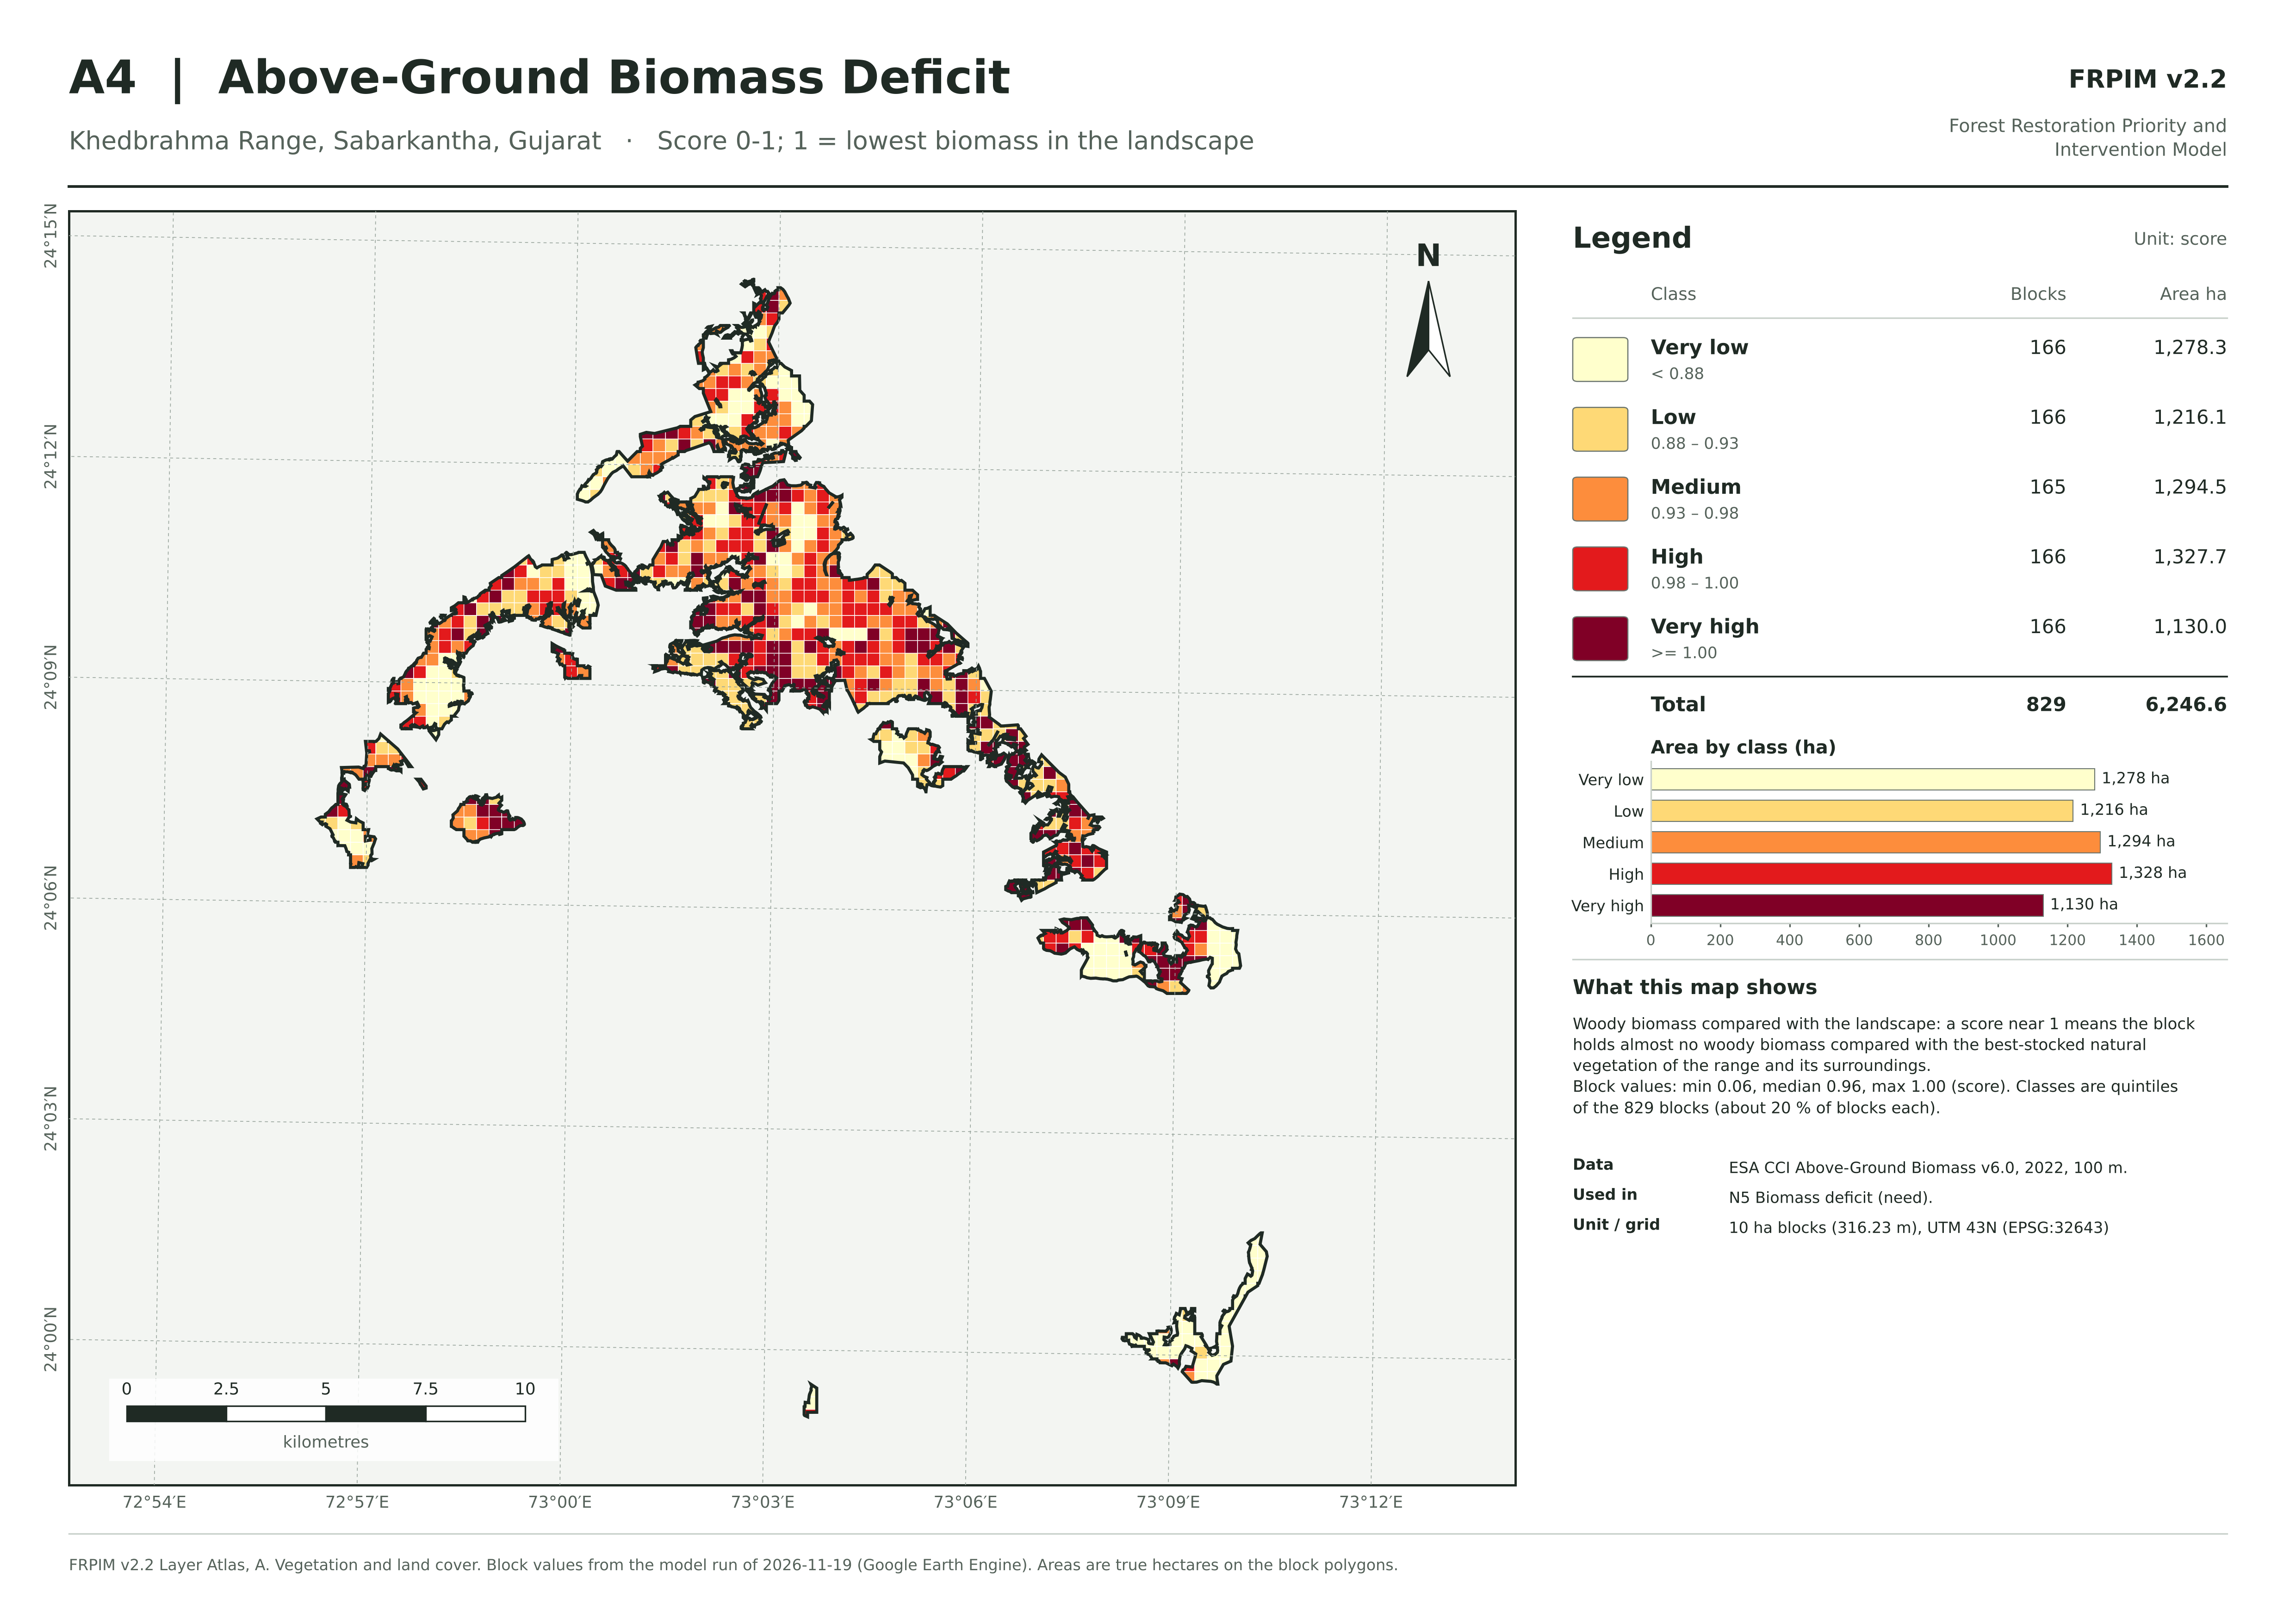 A4 | Above-Ground Biomass Deficit
FRPIM v2.2
Khedbrahma Range, Sabarkantha, Gujarat · Score 0-1; 1 = lowest biomass in the landscape
Forest Restoration Priority and
Intervention Model
24°15′N
24°12′N
24°09′N
24°06′N
24°03′N
24°00′N
N
0 2.5 5 7.5 10
kilometres
72°54′E 72°57′E 73°00′E 73°03′E 73°06′E 73°09′E 73°12′E
Legend Unit: score
Class Blocks Area ha
Very low 166 1,278.3
< 0.88
Low 166 1,216.1
0.88 – 0.93
Medium 165 1,294.5
0.93 – 0.98
High 166 1,327.7
0.98 – 1.00
Very high 166 1,130.0
>= 1.00
Total 829 6,246.6
Area by class (ha)
Very low 1,278 ha
Low 1,216 ha
Medium 1,294 ha
High 1,328 ha
Very high 1,130 ha
0 200 400 600 800 1000 1200 1400 1600
What this map shows
Woody biomass compared with the landscape: a score near 1 means the block
holds almost no woody biomass compared with the best-stocked natural
vegetation of the range and its surroundings.
Block values: min 0.06, median 0.96, max 1.00 (score). Classes are quintiles
of the 829 blocks (about 20 % of blocks each).
Data ESA CCI Above-Ground Biomass v6.0, 2022, 100 m.
Used in N5 Biomass deficit (need).
Unit / grid 10 ha blocks (316.23 m), UTM 43N (EPSG:32643)
FRPIM v2.2 Layer Atlas, A. Vegetation and land cover. Block values from the model run of 2026-11-19 (Google Earth Engine). Areas are true hectares on the block polygons.